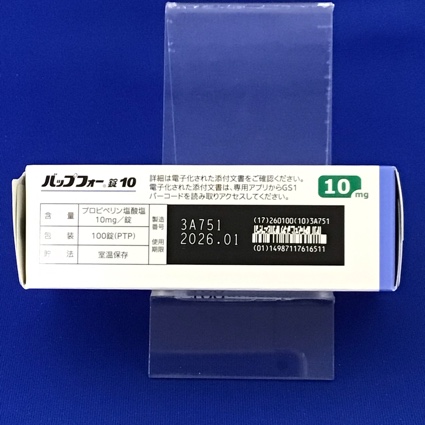 バップフォー®錠10
詳細は電子化された添付文書をご確認ください。
電子化された添付文書は、専用アプリからGS1
バーコードを読み取りアクセスしてください。
10mg
含 量 プロピベリン塩酸塩
10mg/錠
包 装 100錠(PTP)
貯 法 室温保存
製造
番号 3A751
使用
期限 2026.01
(17)260100(10)3A751
(01)14987117616511